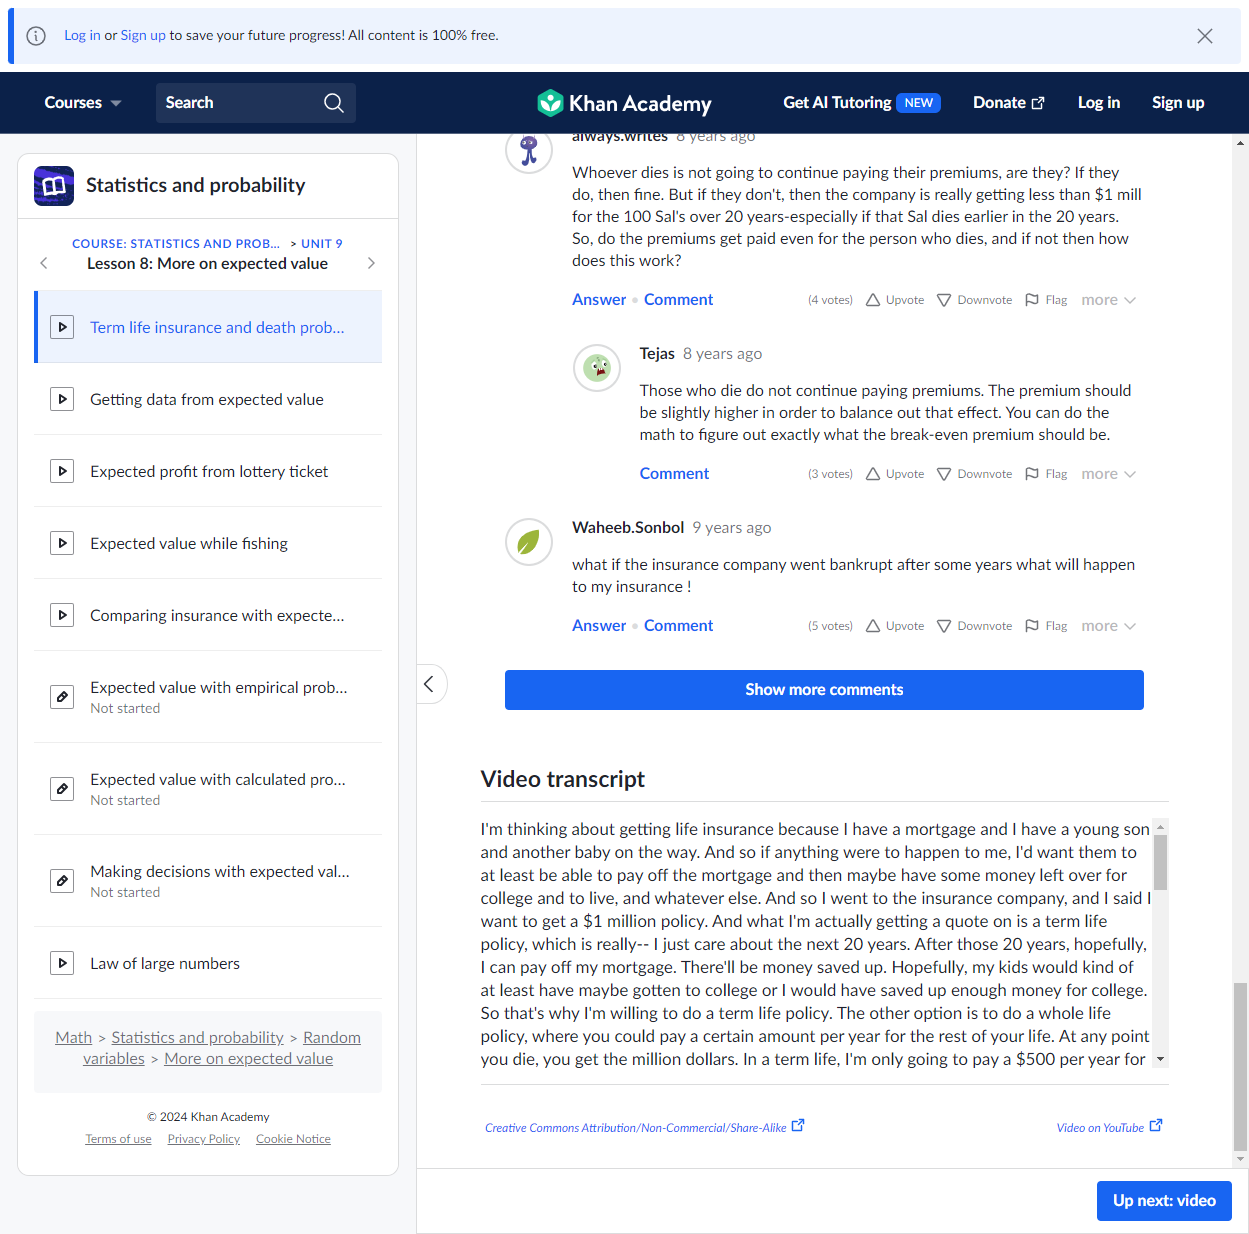 Log in or Sign up to save your future progress! All content is 100% free.
Courses
Search
Khan Academy
Get AI Tutoring NEW
Donate
Log in
Sign up
Statistics and probability
COURSE: STATISTICS AND PROB... > UNIT 9
Lesson 8: More on expected value
Term life insurance and death prob...
Getting data from expected value
Expected profit from lottery ticket
Expected value while fishing
Comparing insurance with expecte...
Expected value with empirical prob...
Not started
Expected value with calculated pro...
Not started
Making decisions with expected val...
Not started
Law of large numbers
Math > Statistics and probability > Random
variables > More on expected value
© 2024 Khan Academy
Terms of use Privacy Policy Cookie Notice
always.writes 8 years ago
Whoever dies is not going to continue paying their premiums, are they? If they
do, then fine. But if they don't, then the company is really getting less than $1 mill
for the 100 Sal's over 20 years-especially if that Sal dies earlier in the 20 years.
So, do the premiums get paid even for the person who dies, and if not then how
does this work?
Answer • Comment (4 votes) Upvote Downvote Flag more
Tejas 8 years ago
Those who die do not continue paying premiums. The premium should
be slightly higher in order to balance out that effect. You can do the
math to figure out exactly what the break-even premium should be.
Comment (3 votes) Upvote Downvote Flag more
Waheeb.Sonbol 9 years ago
what if the insurance company went bankrupt after some years what will happen
to my insurance !
Answer • Comment (5 votes) Upvote Downvote Flag more
Show more comments
Video transcript
I'm thinking about getting life insurance because I have a mortgage and I have a young son
and another baby on the way. And so if anything were to happen to me, I'd want them to
at least be able to pay off the mortgage and then maybe have some money left over for
college and to live, and whatever else. And so I went to the insurance company, and I said I
want to get a $1 million policy. And what I'm actually getting a quote on is a term life
policy, which is really-- I just care about the next 20 years. After those 20 years, hopefully,
I can pay off my mortgage. There'll be money saved up. Hopefully, my kids would kind of
at least have maybe gotten to college or I would have saved up enough money for college.
So that's why I'm willing to do a term life policy. The other option is to do a whole life
policy, where you could pay a certain amount per year for the rest of your life. At any point
you die, you get the million dollars. In a term life, I'm only going to pay a $500 per year for
Creative Commons Attribution/Non-Commercial/Share-Alike
Video on YouTube
Up next: video